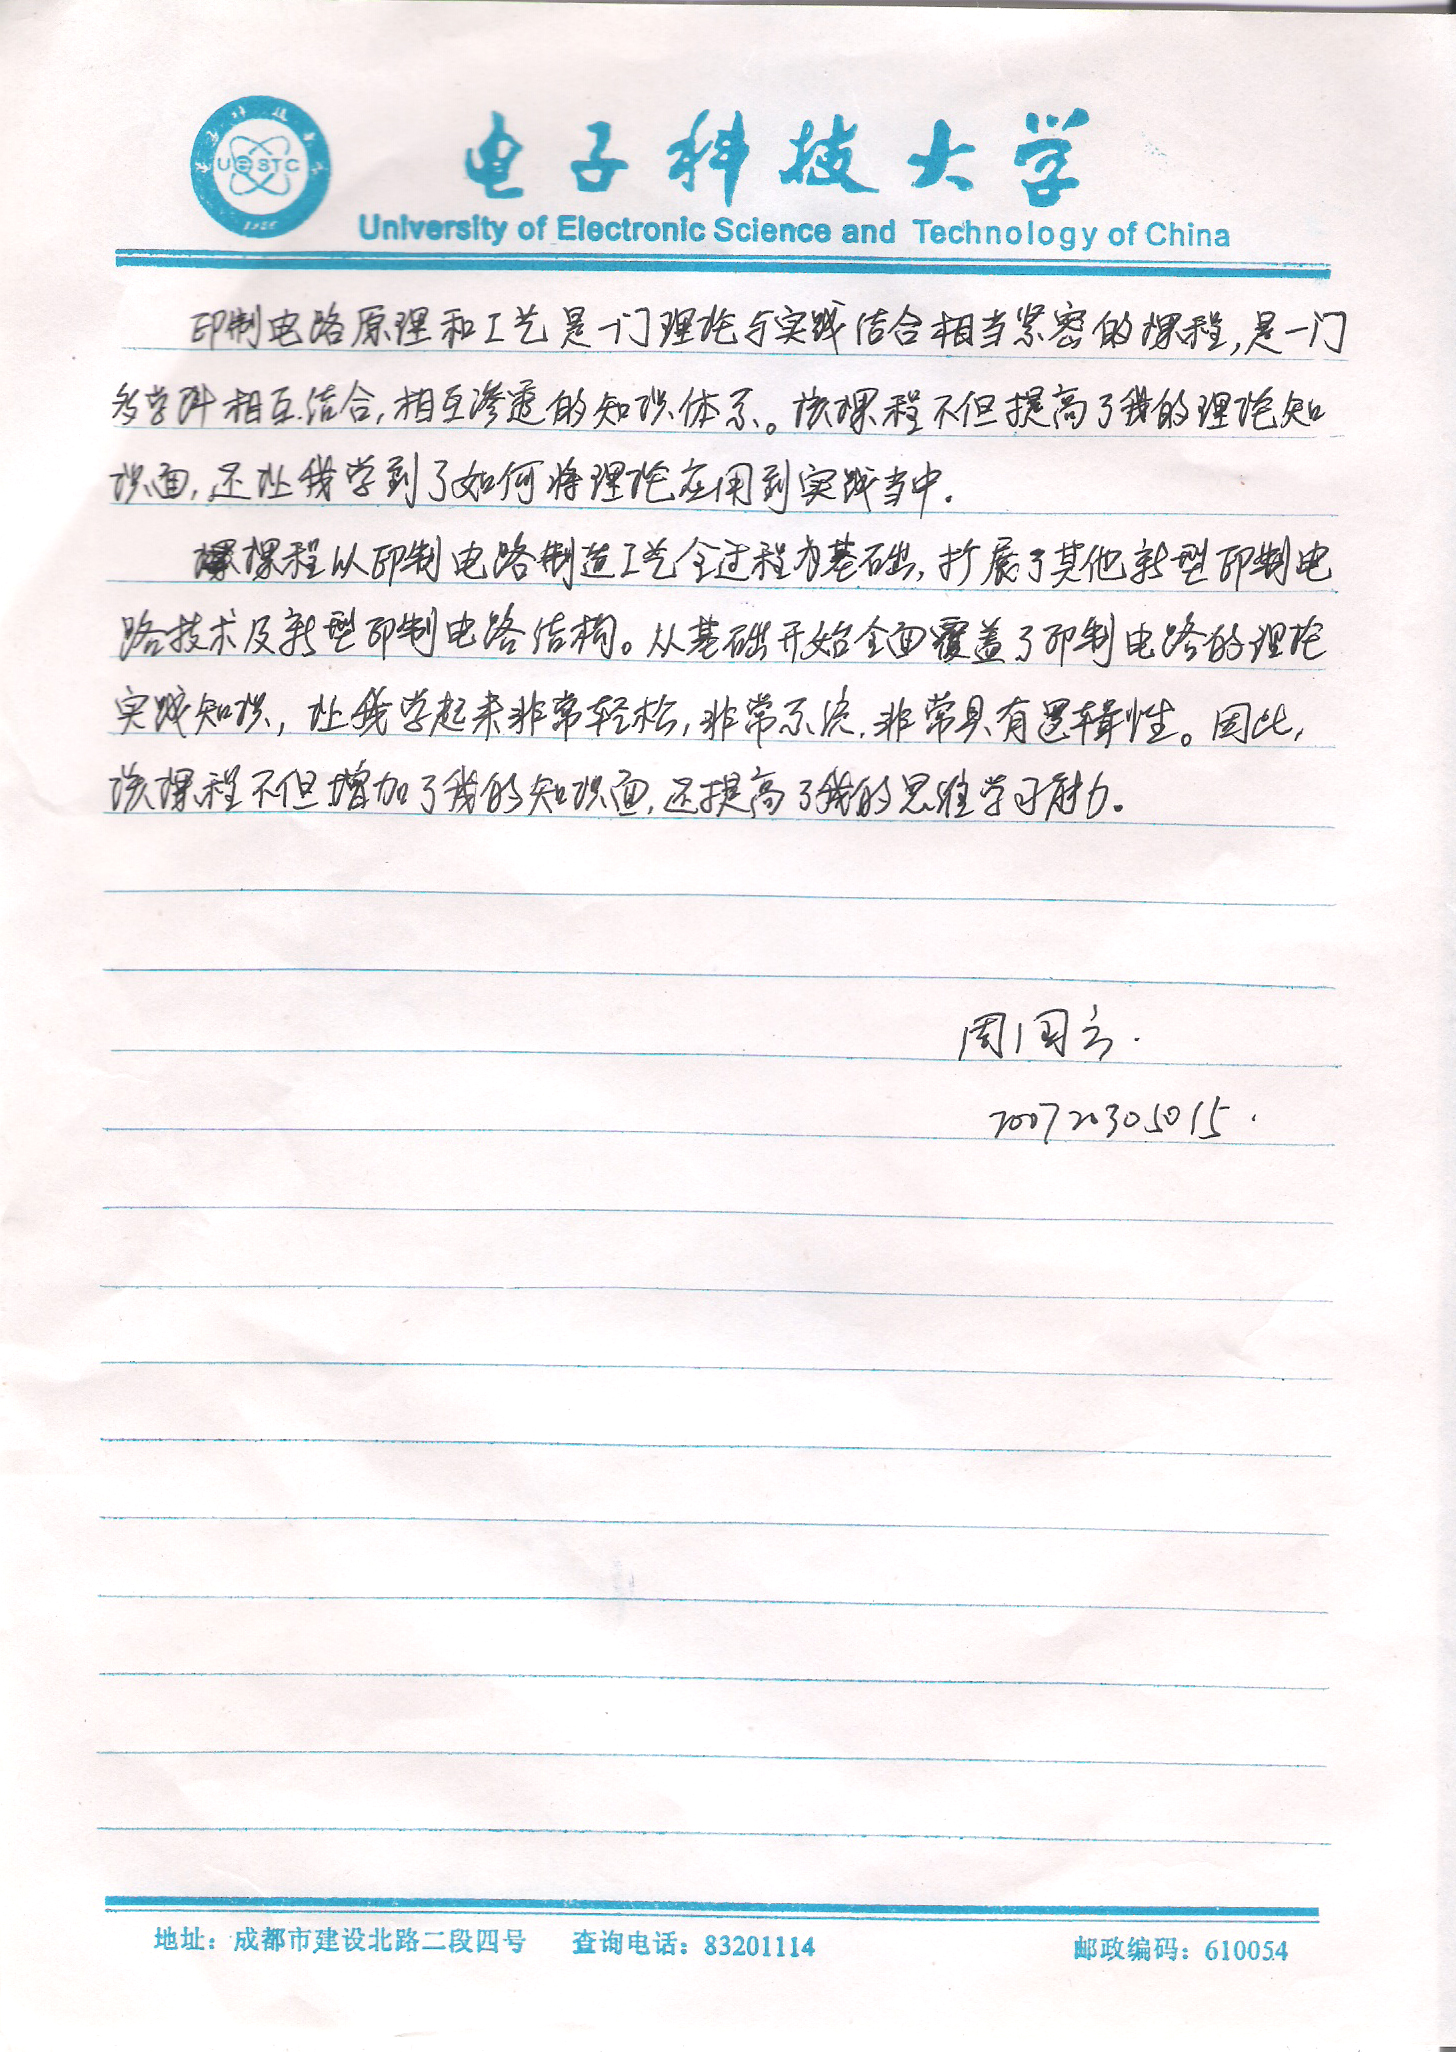 UESTC
1956
电子科技大学
University of Electronic Science and Technology of China
印制电路原理和工艺是一门理论与实践结合相当紧密的课程,是一门
多学科相互结合,相互渗透的知识体系。该课程不但提高了我的理论知
识面,还让我学到了如何将理论应用到实践当中.
课程以印制电路制造工艺全过程为基础,扩展了其他新型印制电
路技术及新型印制电路结构。从基础开始全面覆盖了印制电路的理论
实践知识,让我学起来非常轻松,非常系统,非常具有逻辑性。因此,
该课程不但增加了我的知识面,还提高了我的思维学习能力。
周国云.
200720305015.
地址：成都市建设北路二段四号 查询电话：83201114 邮政编码：610054